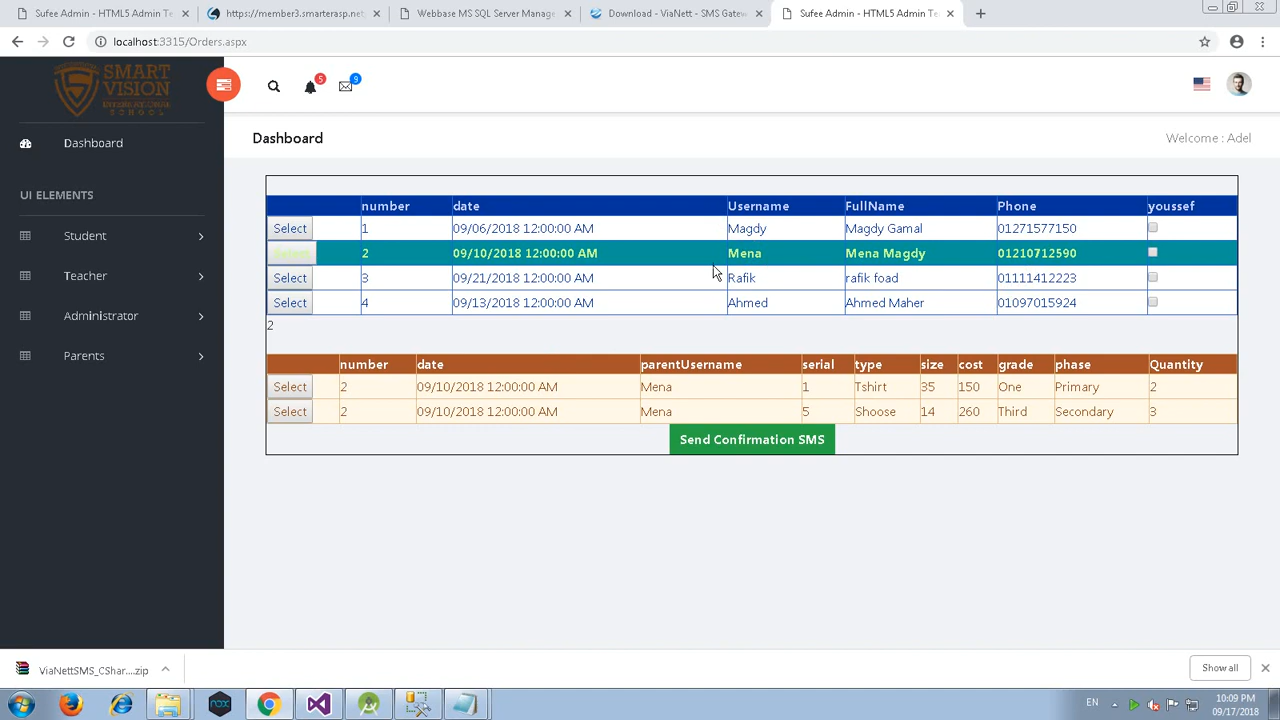 Sufee Admin - HTML5 Admin Te
https://member3.smarterasp.net
Webbase MS SQL Server Manage
Download - ViaNett - SMS Gatew
Sufee Admin - HTML5 Admin Te
localhost:3315/Orders.aspx
SMART
VISION
SCHOOL
5
9
Dashboard
Dashboard
Welcome : Adel
UI ELEMENTS
Student
Teacher
Administrator
Parents
number date Username FullName Phone youssef
Select 1 09/06/2018 12:00:00 AM Magdy Magdy Gamal 01271577150
Select 2 09/10/2018 12:00:00 AM Mena Mena Magdy 01210712590
Select 3 09/21/2018 12:00:00 AM Rafik rafik foad 01111412223
Select 4 09/13/2018 12:00:00 AM Ahmed Ahmed Maher 01097015924
2
number date parentUsername serial type size cost grade phase Quantity
Select 2 09/10/2018 12:00:00 AM Mena 1 Tshirt 35 150 One Primary 2
Select 2 09/10/2018 12:00:00 AM Mena 5 Shoose 14 260 Third Secondary 3
Send Confirmation SMS
ViaNettSMS_CShar....zip
Show all
nox
EN
10:09 PM
09/17/2018